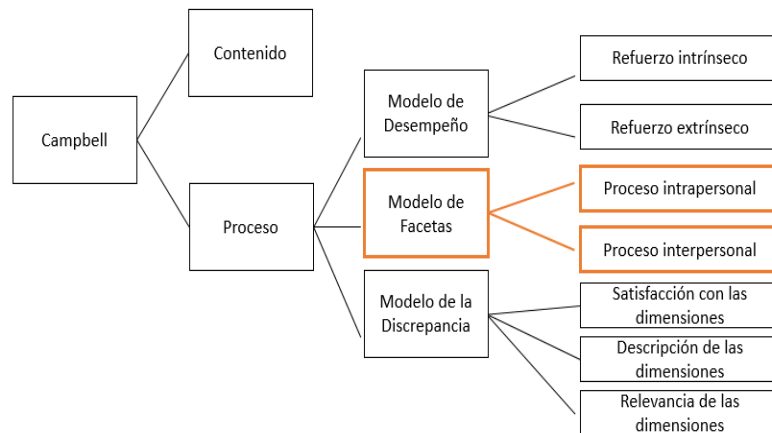 Campbell
Contenido
Proceso
Modelo de
Desempeño
Modelo de
Facetas
Modelo de la
Discrepancia
Refuerzo intrínseco
Refuerzo extrínseco
Proceso intrapersonal
Proceso interpersonal
Satisfacción con las
dimensiones
Descripción de las
dimensiones
Relevancia de las
dimensiones